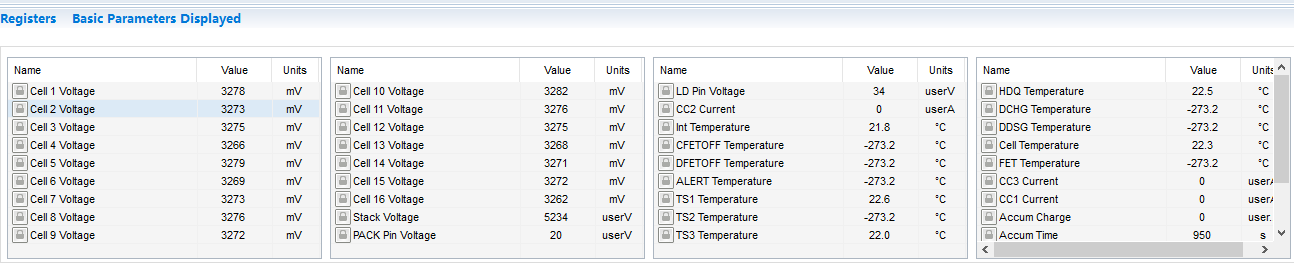 Registers Basic Parameters Displayed
Name Value Units
Cell 1 Voltage 3278 mV
Cell 2 Voltage 3273 mV
Cell 3 Voltage 3275 mV
Cell 4 Voltage 3266 mV
Cell 5 Voltage 3279 mV
Cell 6 Voltage 3269 mV
Cell 7 Voltage 3273 mV
Cell 8 Voltage 3276 mV
Cell 9 Voltage 3272 mV
Name Value Units
Cell 10 Voltage 3282 mV
Cell 11 Voltage 3276 mV
Cell 12 Voltage 3275 mV
Cell 13 Voltage 3268 mV
Cell 14 Voltage 3271 mV
Cell 15 Voltage 3272 mV
Cell 16 Voltage 3262 mV
Stack Voltage 5234 userV
PACK Pin Voltage 20 userV
Name Value Units
LD Pin Voltage 34 userV
CC2 Current 0 userA
Int Temperature 21.8 °C
CFETOFF Temperature -273.2 °C
DFETOFF Temperature -273.2 °C
ALERT Temperature -273.2 °C
TS1 Temperature 22.6 °C
TS2 Temperature -273.2 °C
TS3 Temperature 22.0 °C
Name Value Units
HDQ Temperature 22.5 °C
DCHG Temperature -273.2 °C
DDSG Temperature -273.2 °C
Cell Temperature 22.3 °C
FET Temperature -273.2 °C
CC3 Current 0 userA
CC1 Current 0 userA
Accum Charge 0 user.
Accum Time 950 s